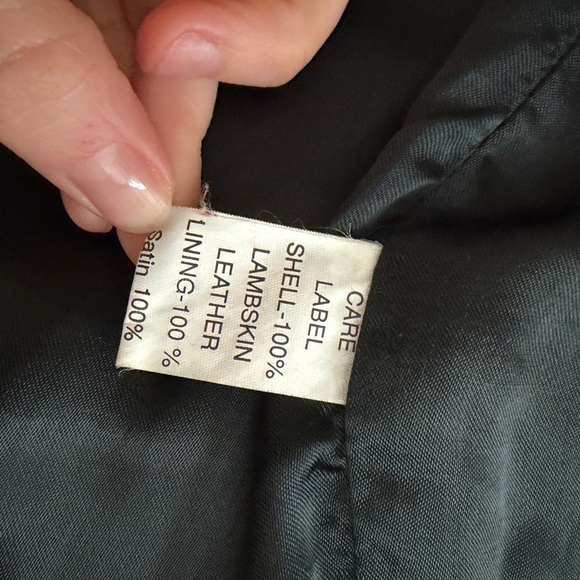 CARE
LABEL
SHELL-100%
LAMBSKIN
LEATHER
LINING-100 %
Satin 100%